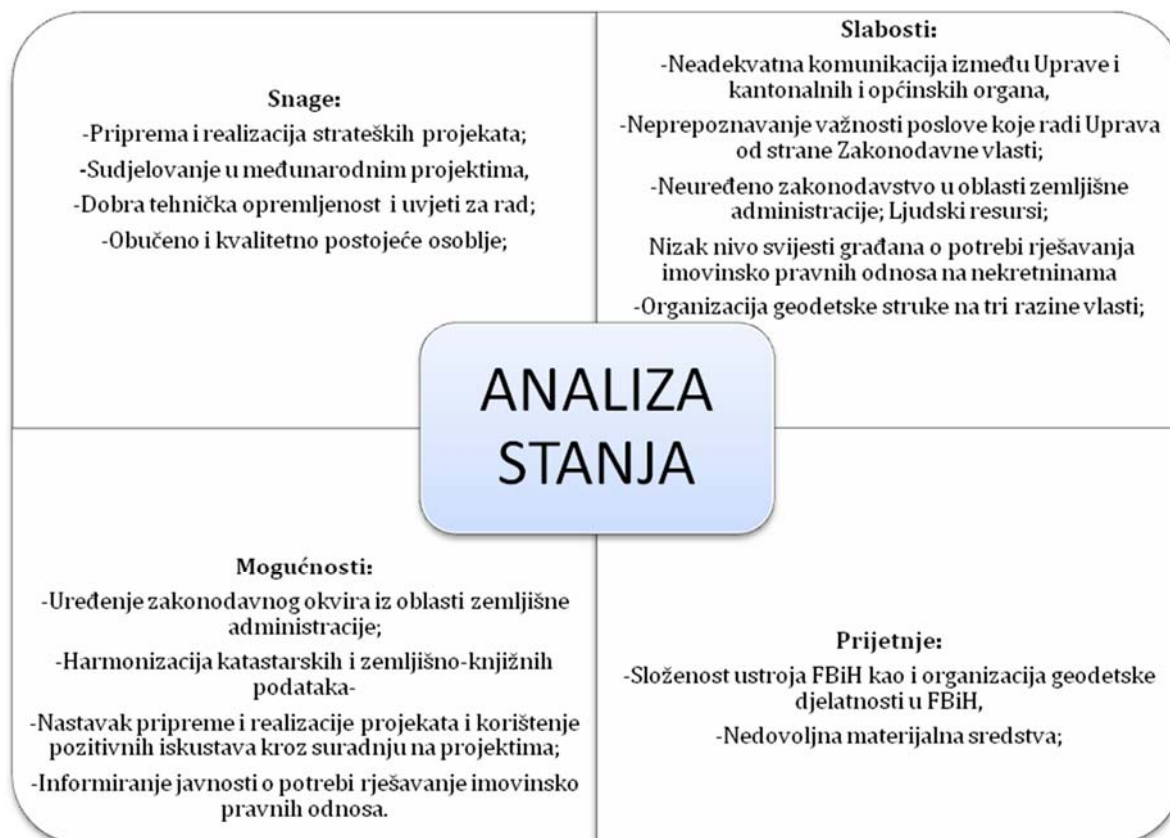 Snage:
-Priprema i realizacija strateških projekata;
-Sudjelovanje u međunarodnim projektima,
-Dobra tehnička opremljenost i uvjeti za rad;
-Obučeno i kvalitetno postojeće osoblje;
Slabosti:
-Neadekvatna komunikacija između Uprave i
kantonalnih i općinskih organa,
-Neprepoznavanje važnosti poslove koje radi Uprava
od strane Zakonodavne vlasti;
-Neuređeno zakonodavstvo u oblasti zemljišne
administracije; Ljudski resursi;
Nizak nivo svijesti građana o potrebi rješavanja
imovinsko pravnih odnosa na nekretninama
-Organizacija geodetske struke na tri razine vlasti;
ANALIZA
STANJA
Mogućnosti:
-Uređenje zakonodavnog okvira iz oblasti zemljišne
administracije;
-Harmonizacija katastarskih i zemljišno-knjižnih
podataka-
-Nastavak pripreme i realizacije projekata i korištenje
pozitivnih iskustava kroz suradnju na projektima;
-Informiranje javnosti o potrebi rješavanje imovinsko
pravnih odnosa.
Prijetnje:
-Složenost ustroja FBiH kao i organizacija geodetske
djelatnosti u FBiH,
-Nedovoljna materijalna sredstva;